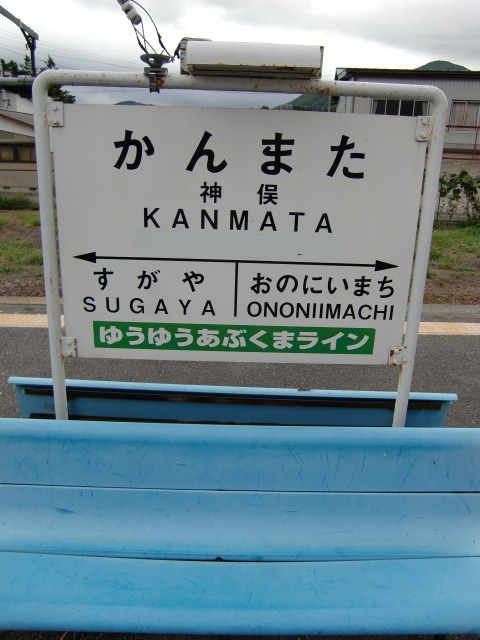 かんまた
神俣
KANMATA
すがや おのにいまち
SUGAYA ONONIIMACHI
ゆうゆうあぶくまライン